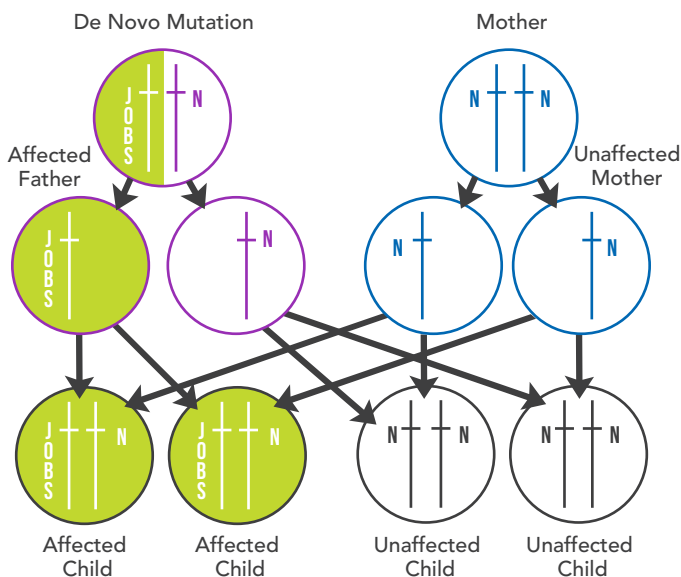 De Novo Mutation
Mother
JOBS
N
N
N
Affected
Father
Unaffected
Mother
JOBS
N
N
N
JOBS
N
JOBS
N
N
N
N
N
Affected
Child
Affected
Child
Unaffected
Child
Unaffected
Child